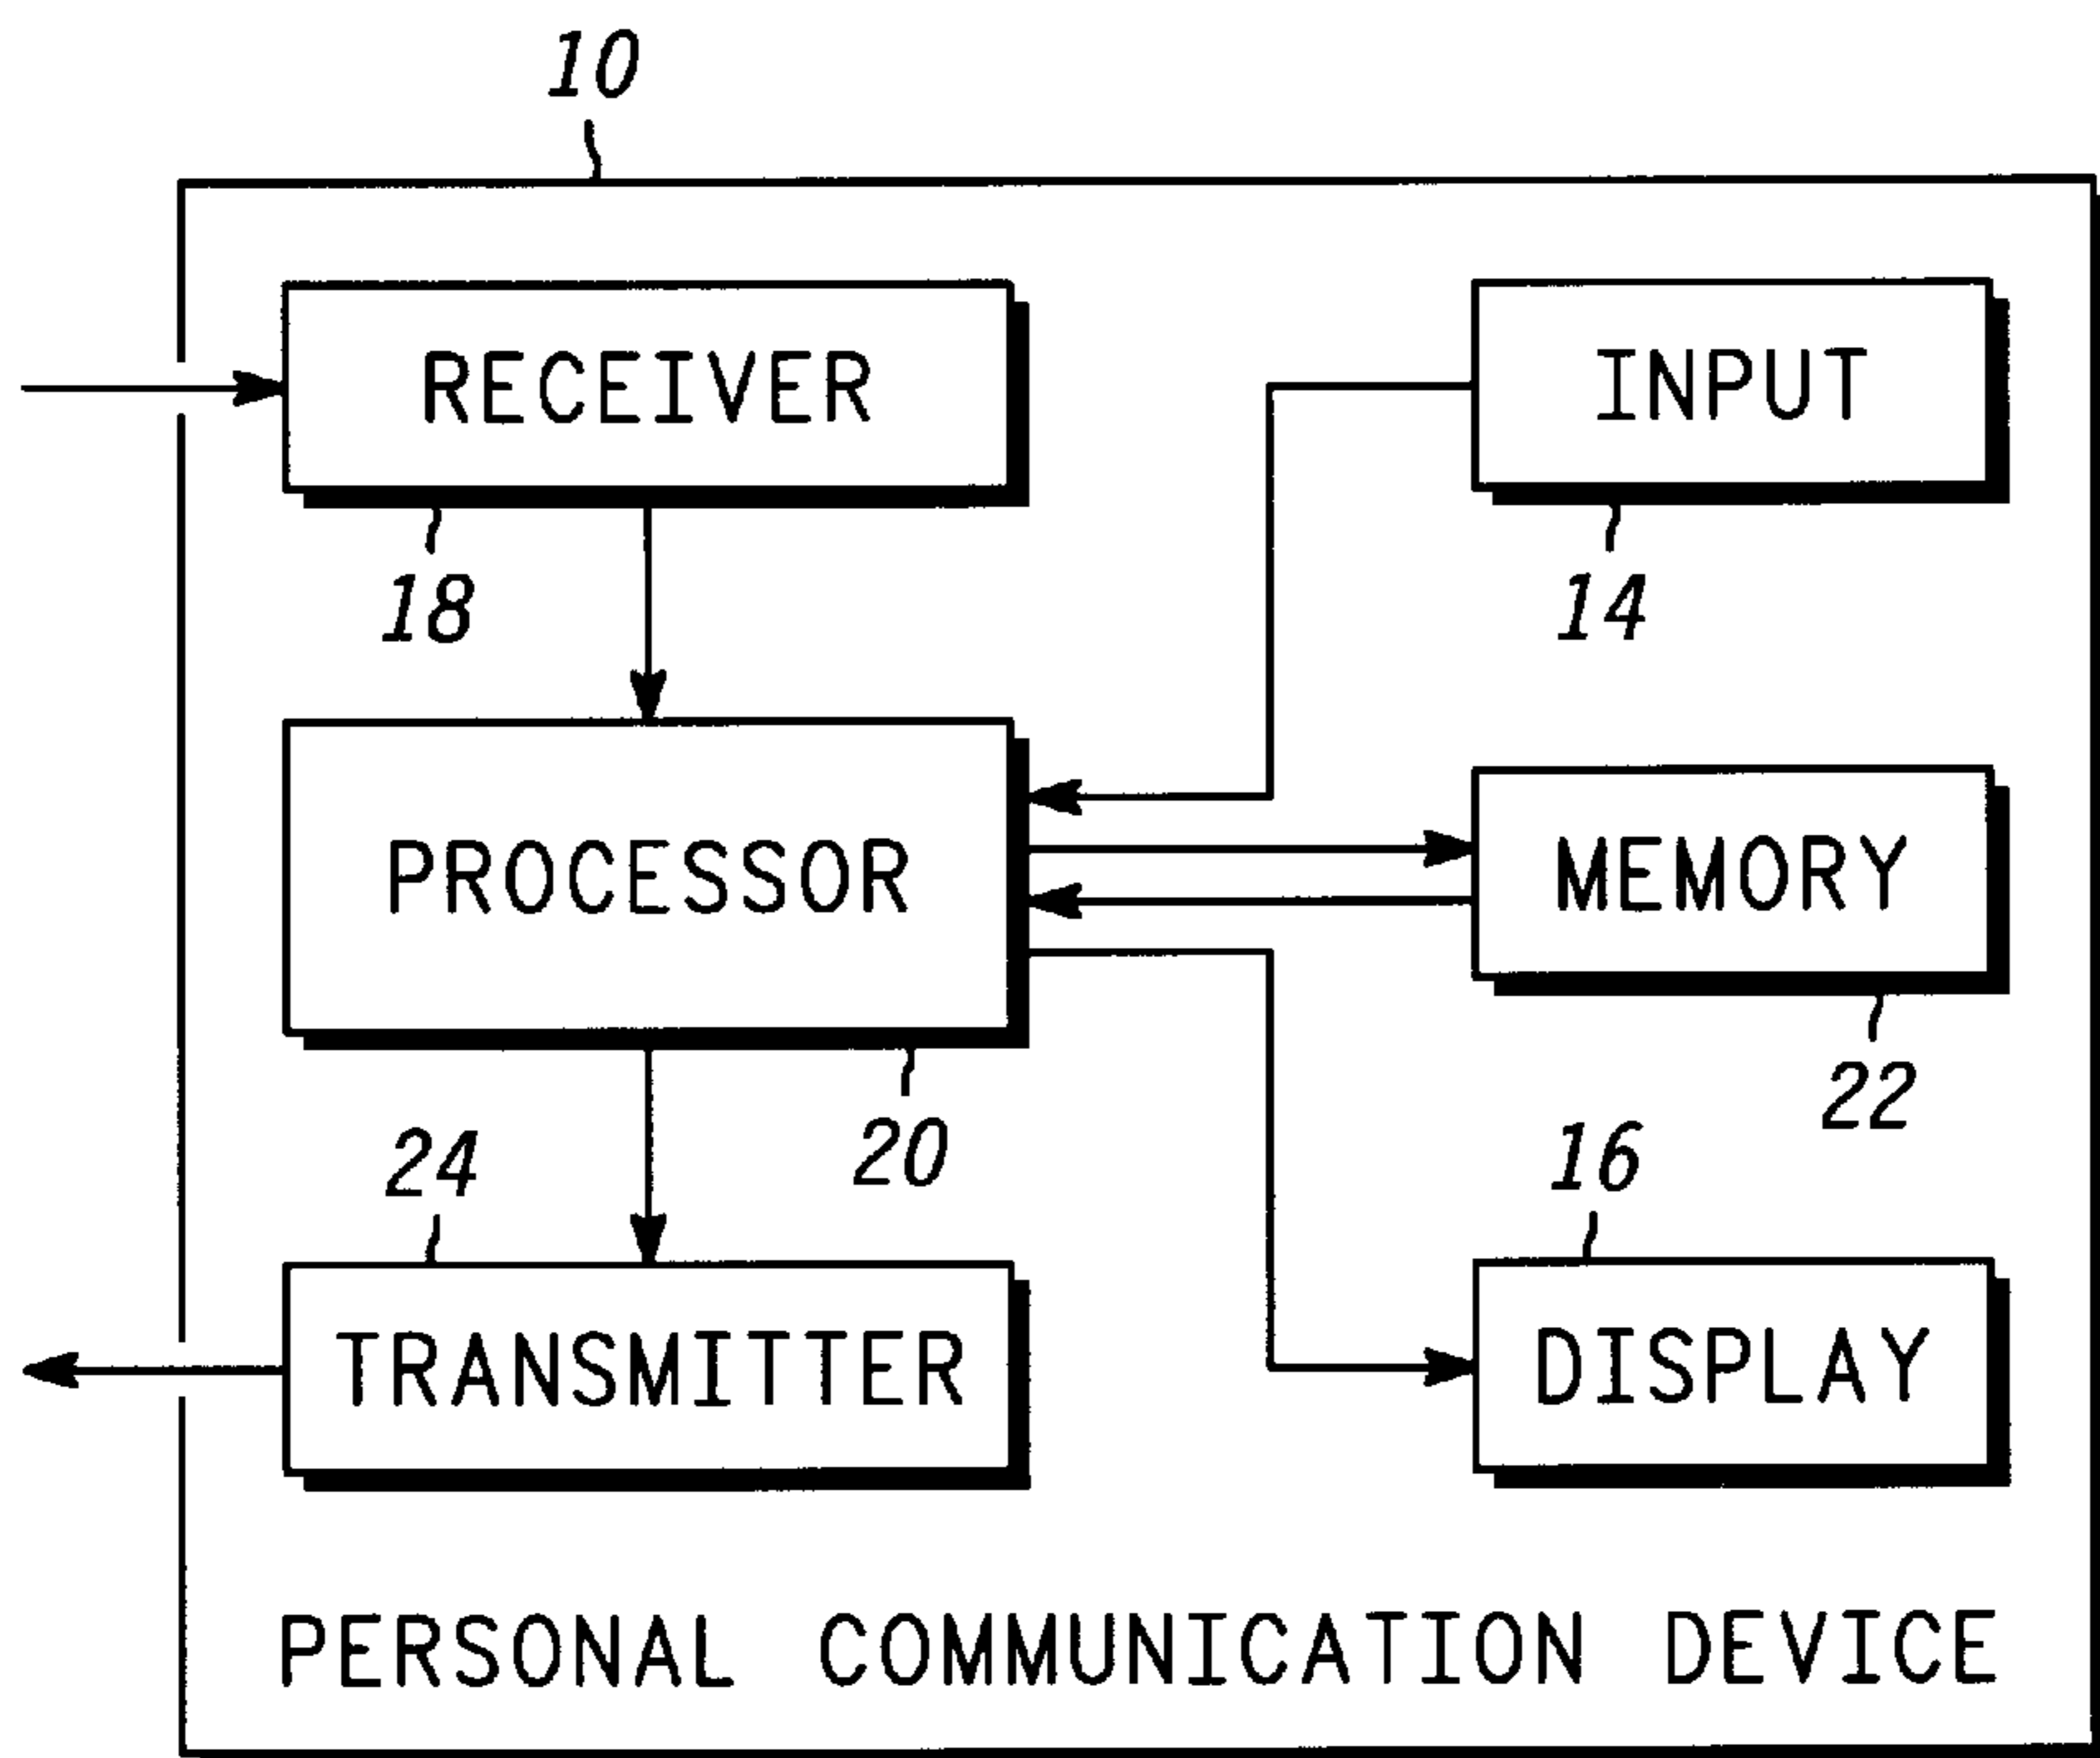 10
RECEIVER
INPUT
18
14
PROCESSOR
MEMORY
20
22
24
16
TRANSMITTER
DISPLAY
PERSONAL COMMUNICATION DEVICE